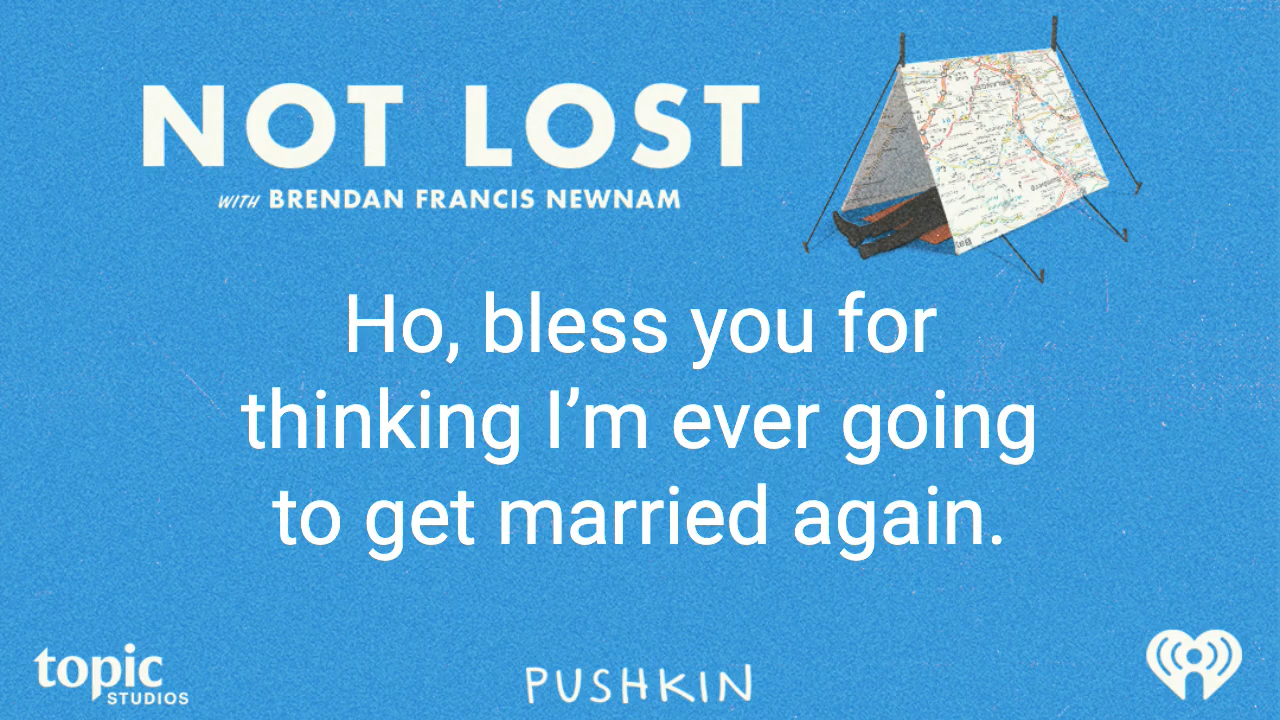 NOT LOST
WITH BRENDAN FRANCIS NEWNAM
Ho, bless you for
thinking I’m ever going
to get married again.
topic
STUDIOS
PUSHKIN